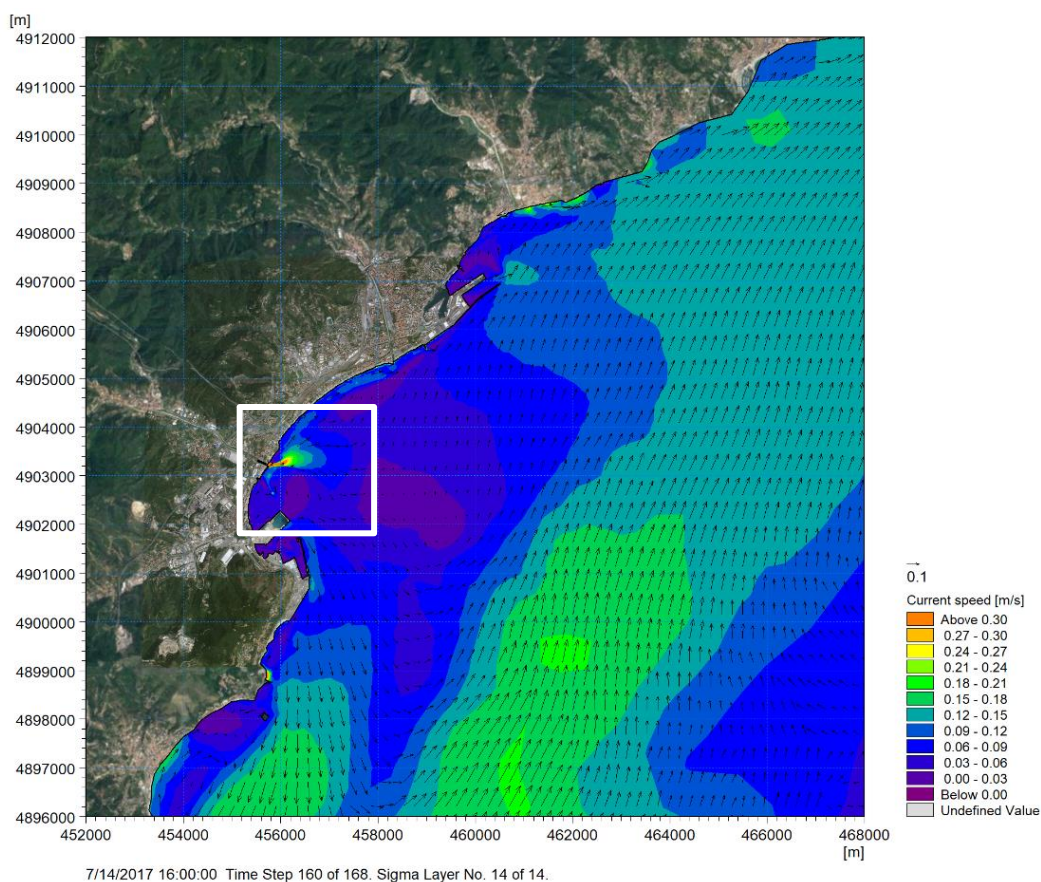 [m]
4912000
4911000
4910000
4909000
4908000
4907000
4906000
4905000
4904000
4903000
4902000
4901000
4900000
4899000
4898000
4897000
4896000
452000 454000 456000 458000 460000 462000 464000 466000 468000
[m]
0.1
Current speed [m/s]
Above 0.30
0.27 - 0.30
0.24 - 0.27
0.21 - 0.24
0.18 - 0.21
0.15 - 0.18
0.12 - 0.15
0.09 - 0.12
0.06 - 0.09
0.03 - 0.06
0.00 - 0.03
Below 0.00
Undefined Value
7/14/2017 16:00:00 Time Step 160 of 168. Sigma Layer No. 14 of 14.